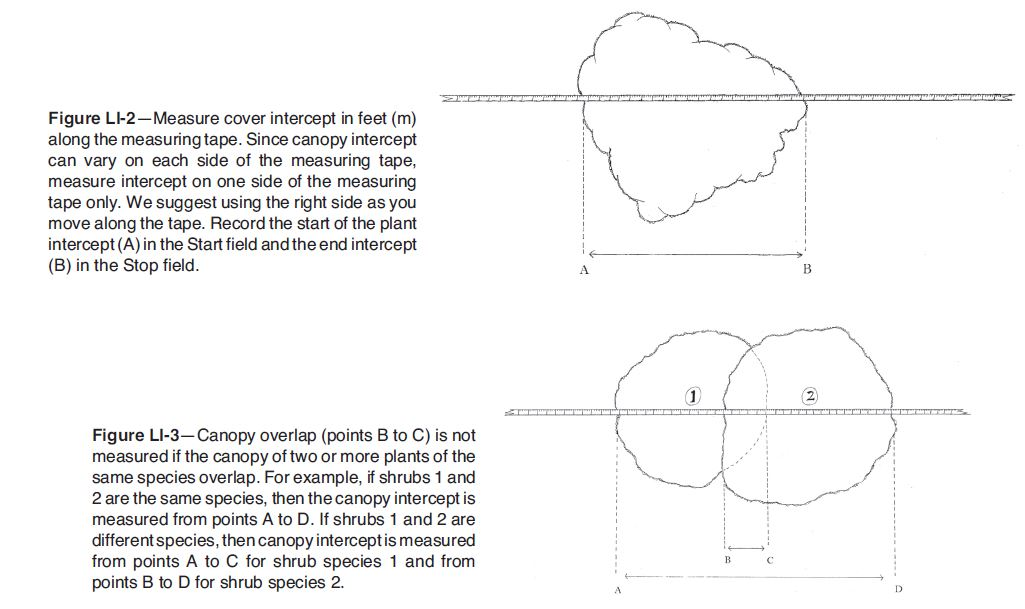 Figure LI-2—Measure cover intercept in feet (m)
along the measuring tape. Since canopy intercept
can vary on each side of the measuring tape,
measure intercept on one side of the measuring
tape only. We suggest using the right side as you
move along the tape. Record the start of the plant
intercept (A) in the Start field and the end intercept
(B) in the Stop field.
A B
1 2
Figure LI-3—Canopy overlap (points B to C) is not
measured if the canopy of two or more plants of the
same species overlap. For example, if shrubs 1 and
2 are the same species, then the canopy intercept is
measured from points A to D. If shrubs 1 and 2 are
different species, then canopy intercept is measured
from points A to C for shrub species 1 and from
points B to D for shrub species 2.
B C
A D